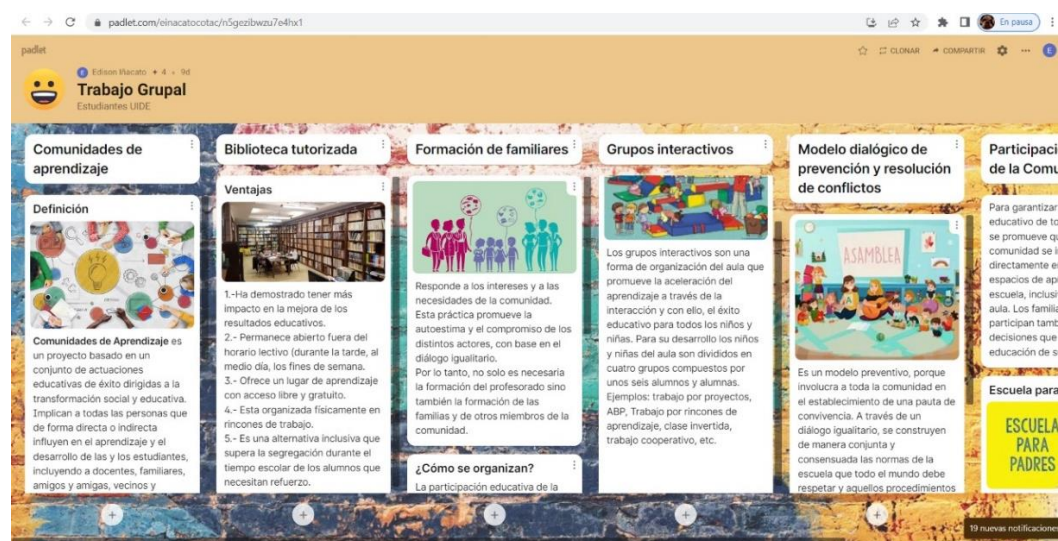 padlet.com/einacatocotac/n5gezibwzu7e4hx1
En pausa
padlet
CLONAR
COMPARTIR
E
Edison Iñacato + 4 • 9d
Trabajo Grupal
Estudiantes UIDE
Comunidades de
aprendizaje
Definición
Comunidades de Aprendizaje es
un proyecto basado en un
conjunto de actuaciones
educativas de éxito dirigidas a la
transformación social y educativa.
Implican a todas las personas que
de forma directa o indirecta
influyen en el aprendizaje y el
desarrollo de las y los estudiantes,
incluyendo a docentes, familiares,
amigos y amigas, vecinos y
Biblioteca tutorizada
Ventajas
1.-Ha demostrado tener más
impacto en la mejora de los
resultados educativos.
2.- Permanece abierto fuera del
horario lectivo (durante la tarde, al
medio día, los fines de semana.
3.- Ofrece un lugar de aprendizaje
con acceso libre y gratuito.
4.- Esta organizada físicamente en
rincones de trabajo.
5.- Es una alternativa inclusiva que
supera la segregación durante el
tiempo escolar de los alumnos que
necesitan refuerzo.
Formación de familiares
Responde a los intereses y a las
necesidades de la comunidad.
Esta práctica promueve la
autoestima y el compromiso de los
distintos actores, con base en el
diálogo igualitario.
Por lo tanto, no solo es necesaria
la formación del profesorado sino
también la formación de las
familias y de otros miembros de la
comunidad.
¿Cómo se organizan?
La participación educativa de la
Grupos interactivos
Los grupos interactivos son una
forma de organización del aula que
promueve la aceleración del
aprendizaje a través de la
interacción y con ello, el éxito
educativo para todos los niños y
niñas. Para su desarrollo los niños
y niñas del aula son divididos en
cuatro grupos compuestos por
unos seis alumnos y alumnas.
Ejemplos: trabajo por proyectos,
ABP, Trabajo por rincones de
aprendizaje, clase invertida,
trabajo cooperativo, etc.
Modelo dialógico de
prevención y resolución
de conflictos
ASAMBLEA
Es un modelo preventivo, porque
involucra a toda la comunidad en
el establecimiento de una pauta de
convivencia. A través de un
diálogo igualitario, se construyen
de manera conjunta y
consensuada las normas de la
escuela que todo el mundo debe
respetar y aquellos procedimientos
Participaci
de la Comu
Para garantizar
educativo de to
se promueve qu
comunidad se i
directamente e
espacios de ap
escuela, inclusi
aula. Los famili
participan tamb
decisiones que
educación de s
Escuela para
ESCUELA
PARA
PADRES
19 nuevas notificacione